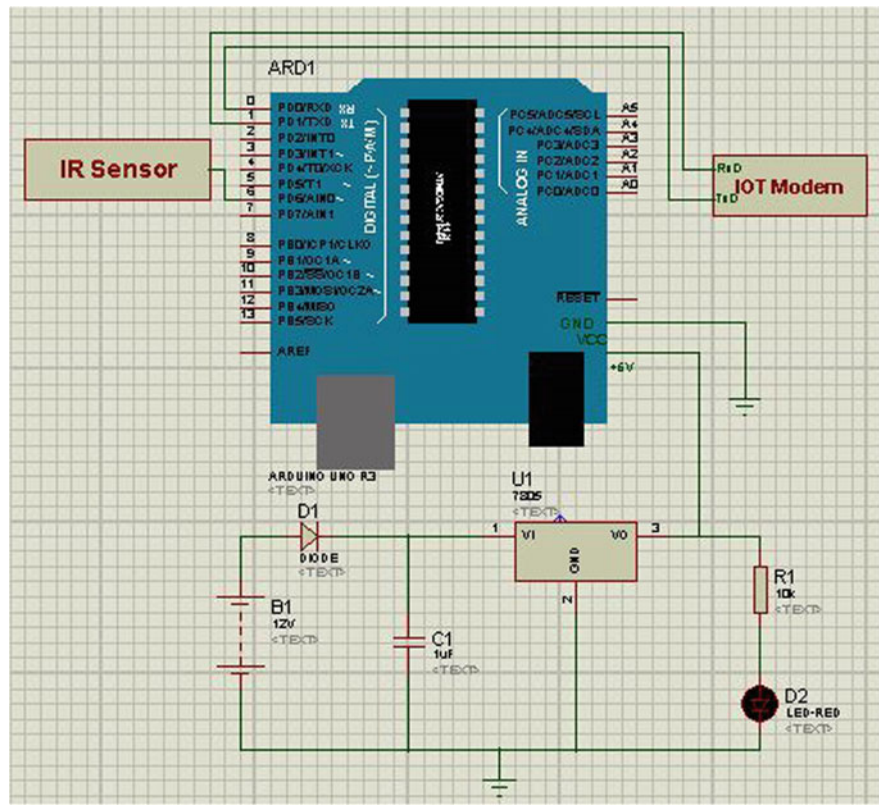 ARD1
0 PD0/RXD RX
1 PD1/TXD TX
2 PD2/INT0
3 PD3/INT1 ~
4 PD4/T0/XCK
5 PD5/T1 ~
6 PD6/AIN0 ~
7 PD7/AIN1
8 PB0/ICP1/CLKO
9 PB1/OC1A ~
10 PB2/SS/OC1B ~
11 PB3/MOSI/OC2A ~
12 PB4/MISO
13 PB5/SCK
AREF
DIGITAL (~PWM)
ANALOG IN
PC5/ADC5/SCL A5
PC4/ADC4/SDA A4
PC3/ADC3 A3
PC2/ADC2 A2
PC1/ADC1 A1
PC0/ADC0 A0
RESET
GND
VCC
IR Sensor
RxD
IOT Modem
TxD
ARDUINO UNO R3
<TEXT>
U1
7805
<TEXT>
1 VI VO 3
GND
2
D1
DIODE
<TEXT>
B1
12V
<TEXT>
C1
1uF
<TEXT>
R1
10k
<TEXT>
D2
LED-RED
<TEXT>